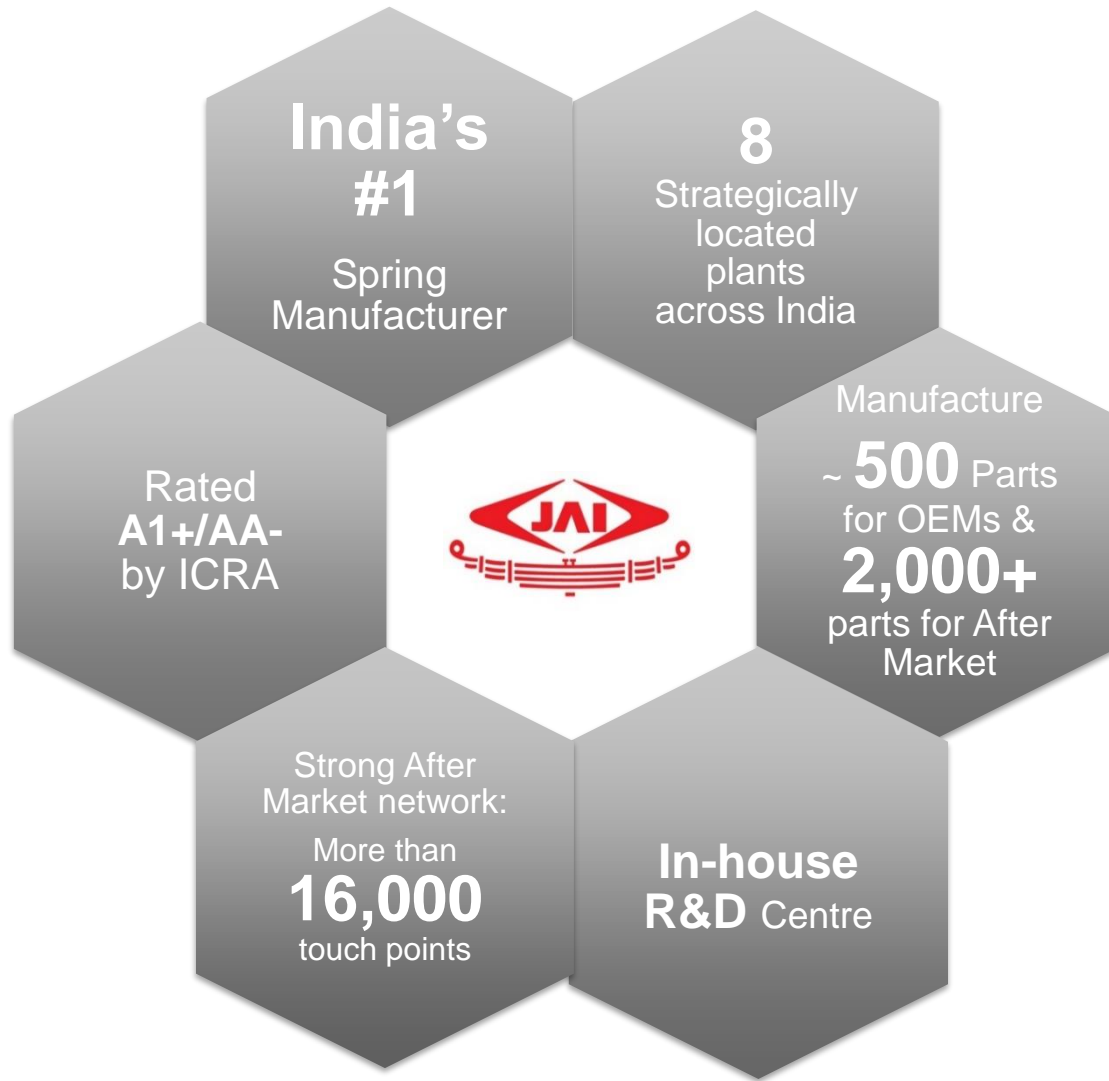 India's
#1
Spring
Manufacturer
8
Strategically
located
plants
across India
Manufacture
~ 500 Parts
for OEMs &
2,000+
parts for After
Market
Rated
A1+/AA-
by ICRA
JAI
Strong After
Market network:
More than
16,000
touch points
In-house
R&D Centre